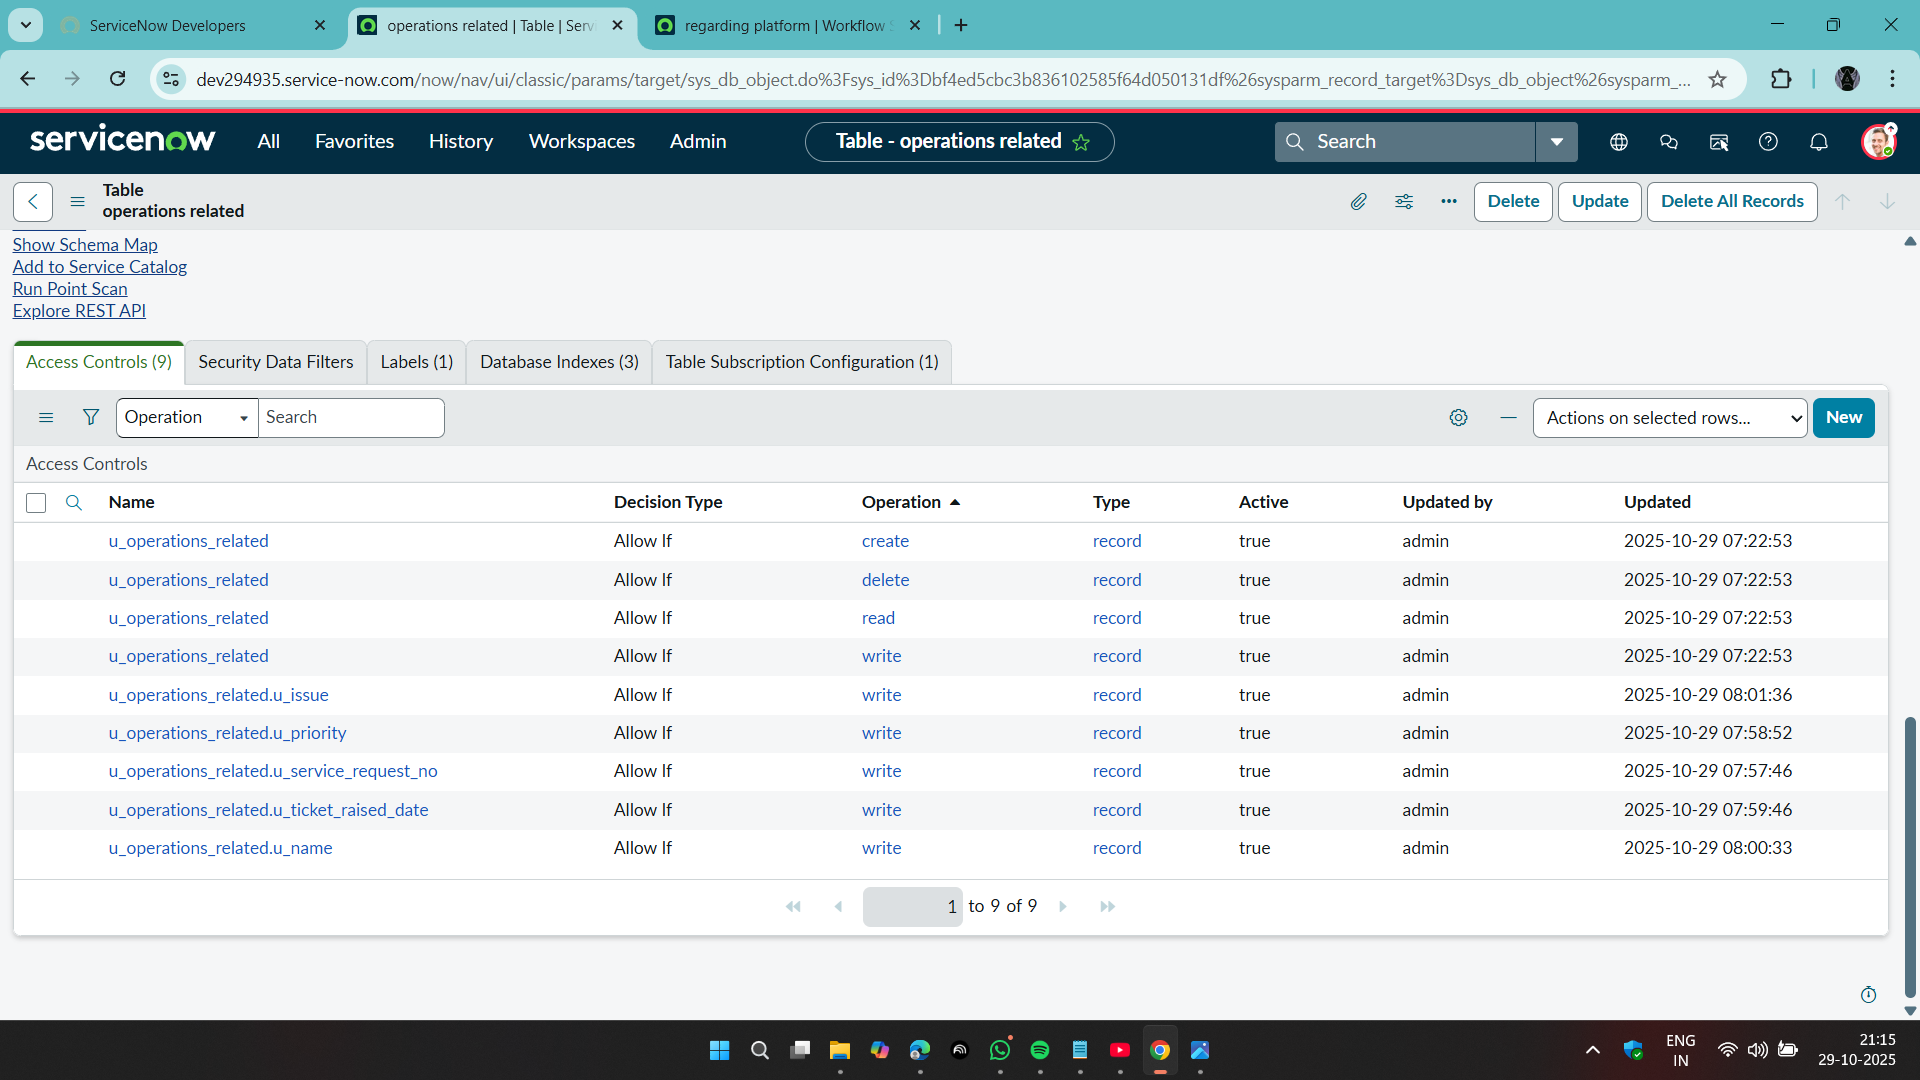 ServiceNow Developers
operations related | Table | Serv
regarding platform | Workflow S
dev294935.service-now.com/now/nav/ui/classic/params/target/sys_db_object.do%3Fsys_id%3Dbf4ed5cbc3b836102585f64d050131df%26sysparm_record_target%3Dsys_db_object%26sysparm_...
servicenow
All
Favorites
History
Workspaces
Admin
Table - operations related
Search
Table
operations related
Delete
Update
Delete All Records
Show Schema Map
Add to Service Catalog
Run Point Scan
Explore REST API
Access Controls (9)
Security Data Filters
Labels (1)
Database Indexes (3)
Table Subscription Configuration (1)
Operation
Search
Actions on selected rows...
New
Access Controls
Name Decision Type Operation Type Active Updated by Updated
u_operations_related Allow If create record true admin 2025-10-29 07:22:53
u_operations_related Allow If delete record true admin 2025-10-29 07:22:53
u_operations_related Allow If read record true admin 2025-10-29 07:22:53
u_operations_related Allow If write record true admin 2025-10-29 07:22:53
u_operations_related.u_issue Allow If write record true admin 2025-10-29 08:01:36
u_operations_related.u_priority Allow If write record true admin 2025-10-29 07:58:52
u_operations_related.u_service_request_no Allow If write record true admin 2025-10-29 07:57:46
u_operations_related.u_ticket_raised_date Allow If write record true admin 2025-10-29 07:59:46
u_operations_related.u_name Allow If write record true admin 2025-10-29 08:00:33
1 to 9 of 9
ENG
IN
21:15
29-10-2025